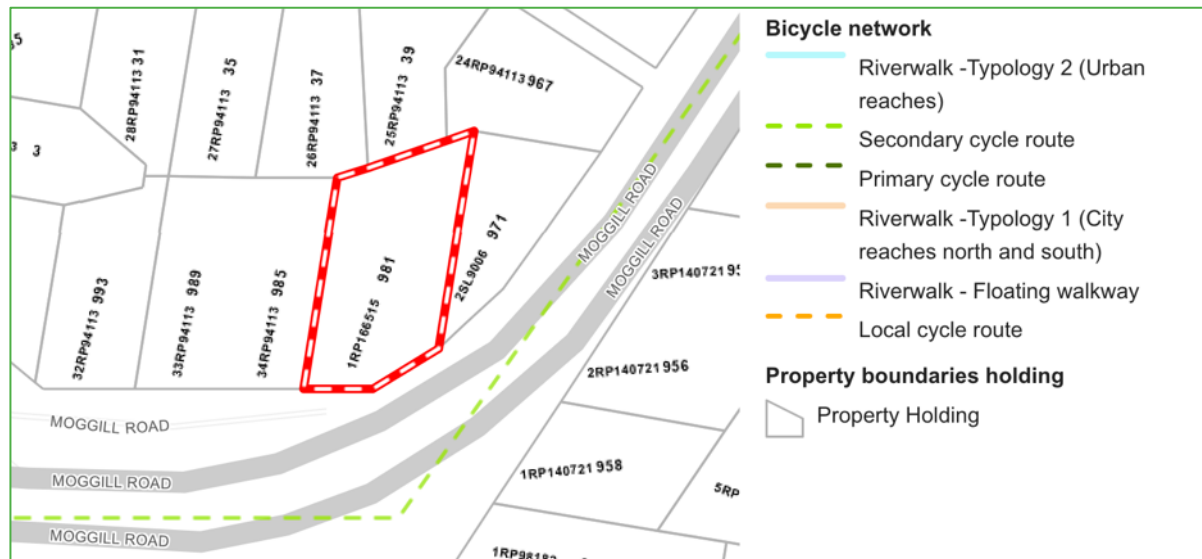 28RP94113 31
27RP94113 35
26RP94113 37
25RP94113 39
24RP94113 967
3
32RP94113 993
33RP94113 989
34RP94113 985
1RP166515 981
2SL9006 971
MOGGILL ROAD
MOGGILL ROAD
3RP140721
2RP140721 956
1RP140721 958
5RP
1RP98182
MOGGILL ROAD
MOGGILL ROAD
MOGGILL ROAD
Bicycle network
Riverwalk -Typology 2 (Urban
reaches)
Secondary cycle route
Primary cycle route
Riverwalk -Typology 1 (City
reaches north and south)
Riverwalk - Floating walkway
Local cycle route
Property boundaries holding
Property Holding